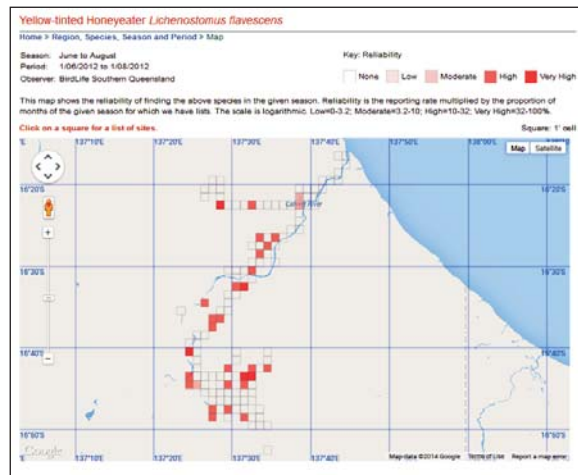 Yellow-tinted Honeyeater Lichenostomus flavescens
Home > Region, Species, Season and Period > Map
Season: June to August
Period: 1/06/2012 to 1/08/2012
Observer: BirdLife Southern Queensland
Key: Reliability
None Low Moderate High Very High
This map shows the reliability of finding the above species in the given season. Reliability is the reporting rate multiplied by the proportion of
months of the given season for which we have lists. The scale is logarithmic. Low=0-3.2; Moderate=3.2-10; High=10-32; Very High=32-100%.
Click on a square for a list of sites.
Square: 1' cell
137°10'E 137°20'E 137°30'E 137°40'E 137°50'E 138°00'E
Map Satellite
16°20'S 16°20'S
River
16°30'S 16°30'S
16°40'S 16°40'S
16°50'S 16°50'S
137°10'E 137°20'E 137°30'E 137°40'E 137°50'E 138°00'E
Google
Map data ©2014 Google Terms of Use Report a map error